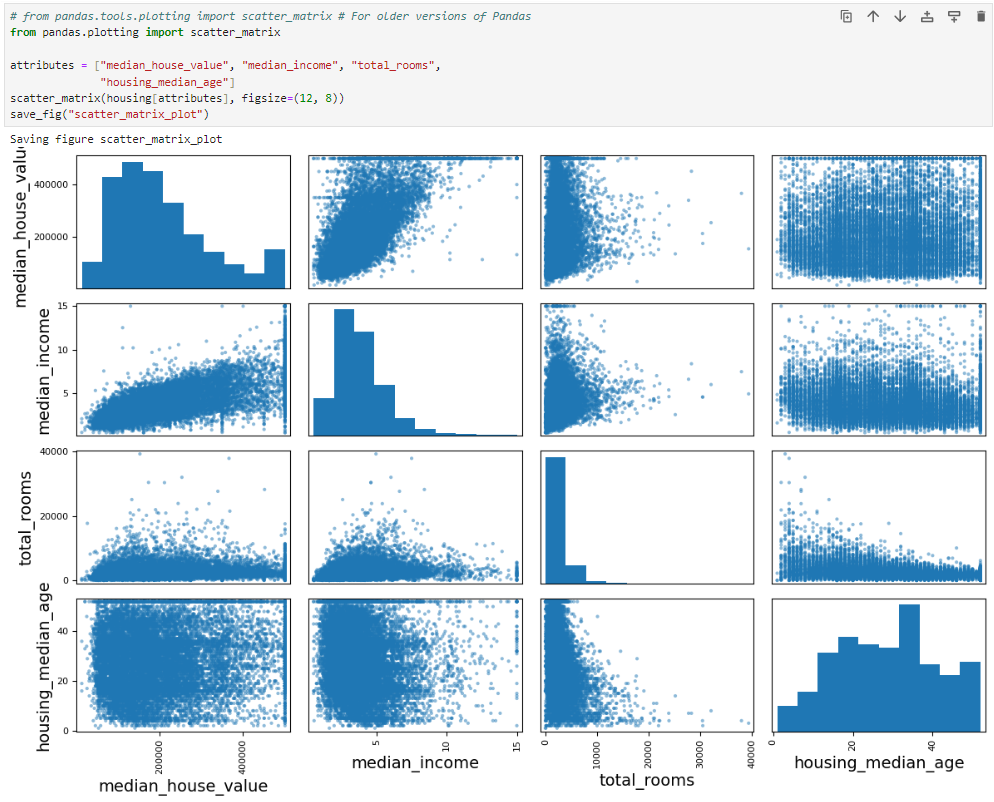 # from pandas.tools.plotting import scatter_matrix # For older versions of Pandas
from pandas.plotting import scatter_matrix
attributes = ["median_house_value", "median_income", "total_rooms",
"housing_median_age"]
scatter_matrix(housing[attributes], figsize=(12, 8))
save_fig("scatter_matrix_plot")
Saving figure scatter_matrix_plot
median_house_value
400000
200000
median_income
15
10
5
total_rooms
40000
20000
0
housing_median_age
40
20
0
200000
400000
median_house_value
5
10
15
median_income
0
10000
20000
30000
40000
total_rooms
0
20
40
housing_median_age